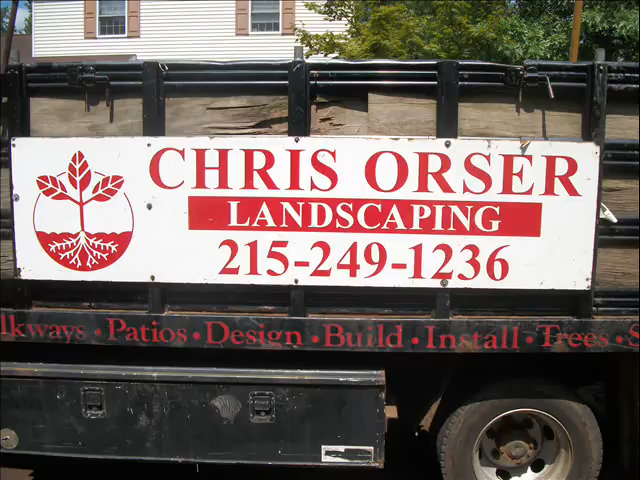 CHRIS ORSER
LANDSCAPING
215-249-1236
lkways • Patios • Design • Build • Install • Trees • S